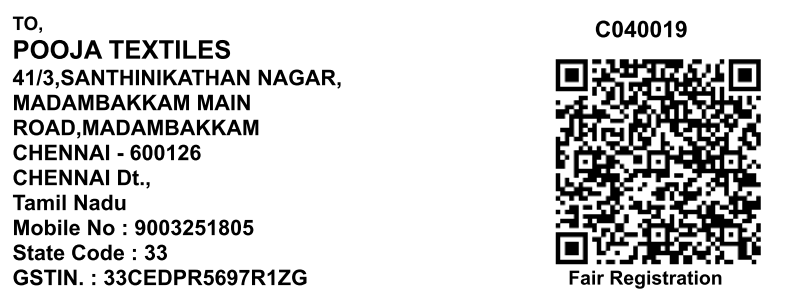 TO,
POOJA TEXTILES
41/3,SANTHINIKATHAN NAGAR,
MADAMBAKKAM MAIN
ROAD,MADAMBAKKAM
CHENNAI - 600126
CHENNAI Dt.,
Tamil Nadu
Mobile No : 9003251805
State Code : 33
GSTIN. : 33CEDPR5697R1ZG
C040019
Fair Registration